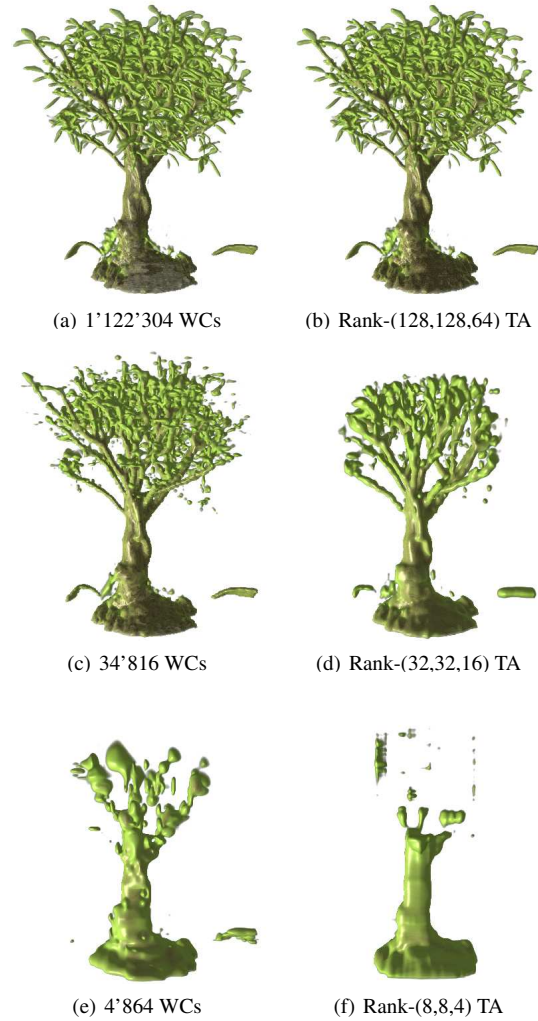 (a) 1’122’304 WCs
(b) Rank-(128,128,64) TA
(c) 34’816 WCs
(d) Rank-(32,32,16) TA
(e) 4’864 WCs
(f) Rank-(8,8,4) TA